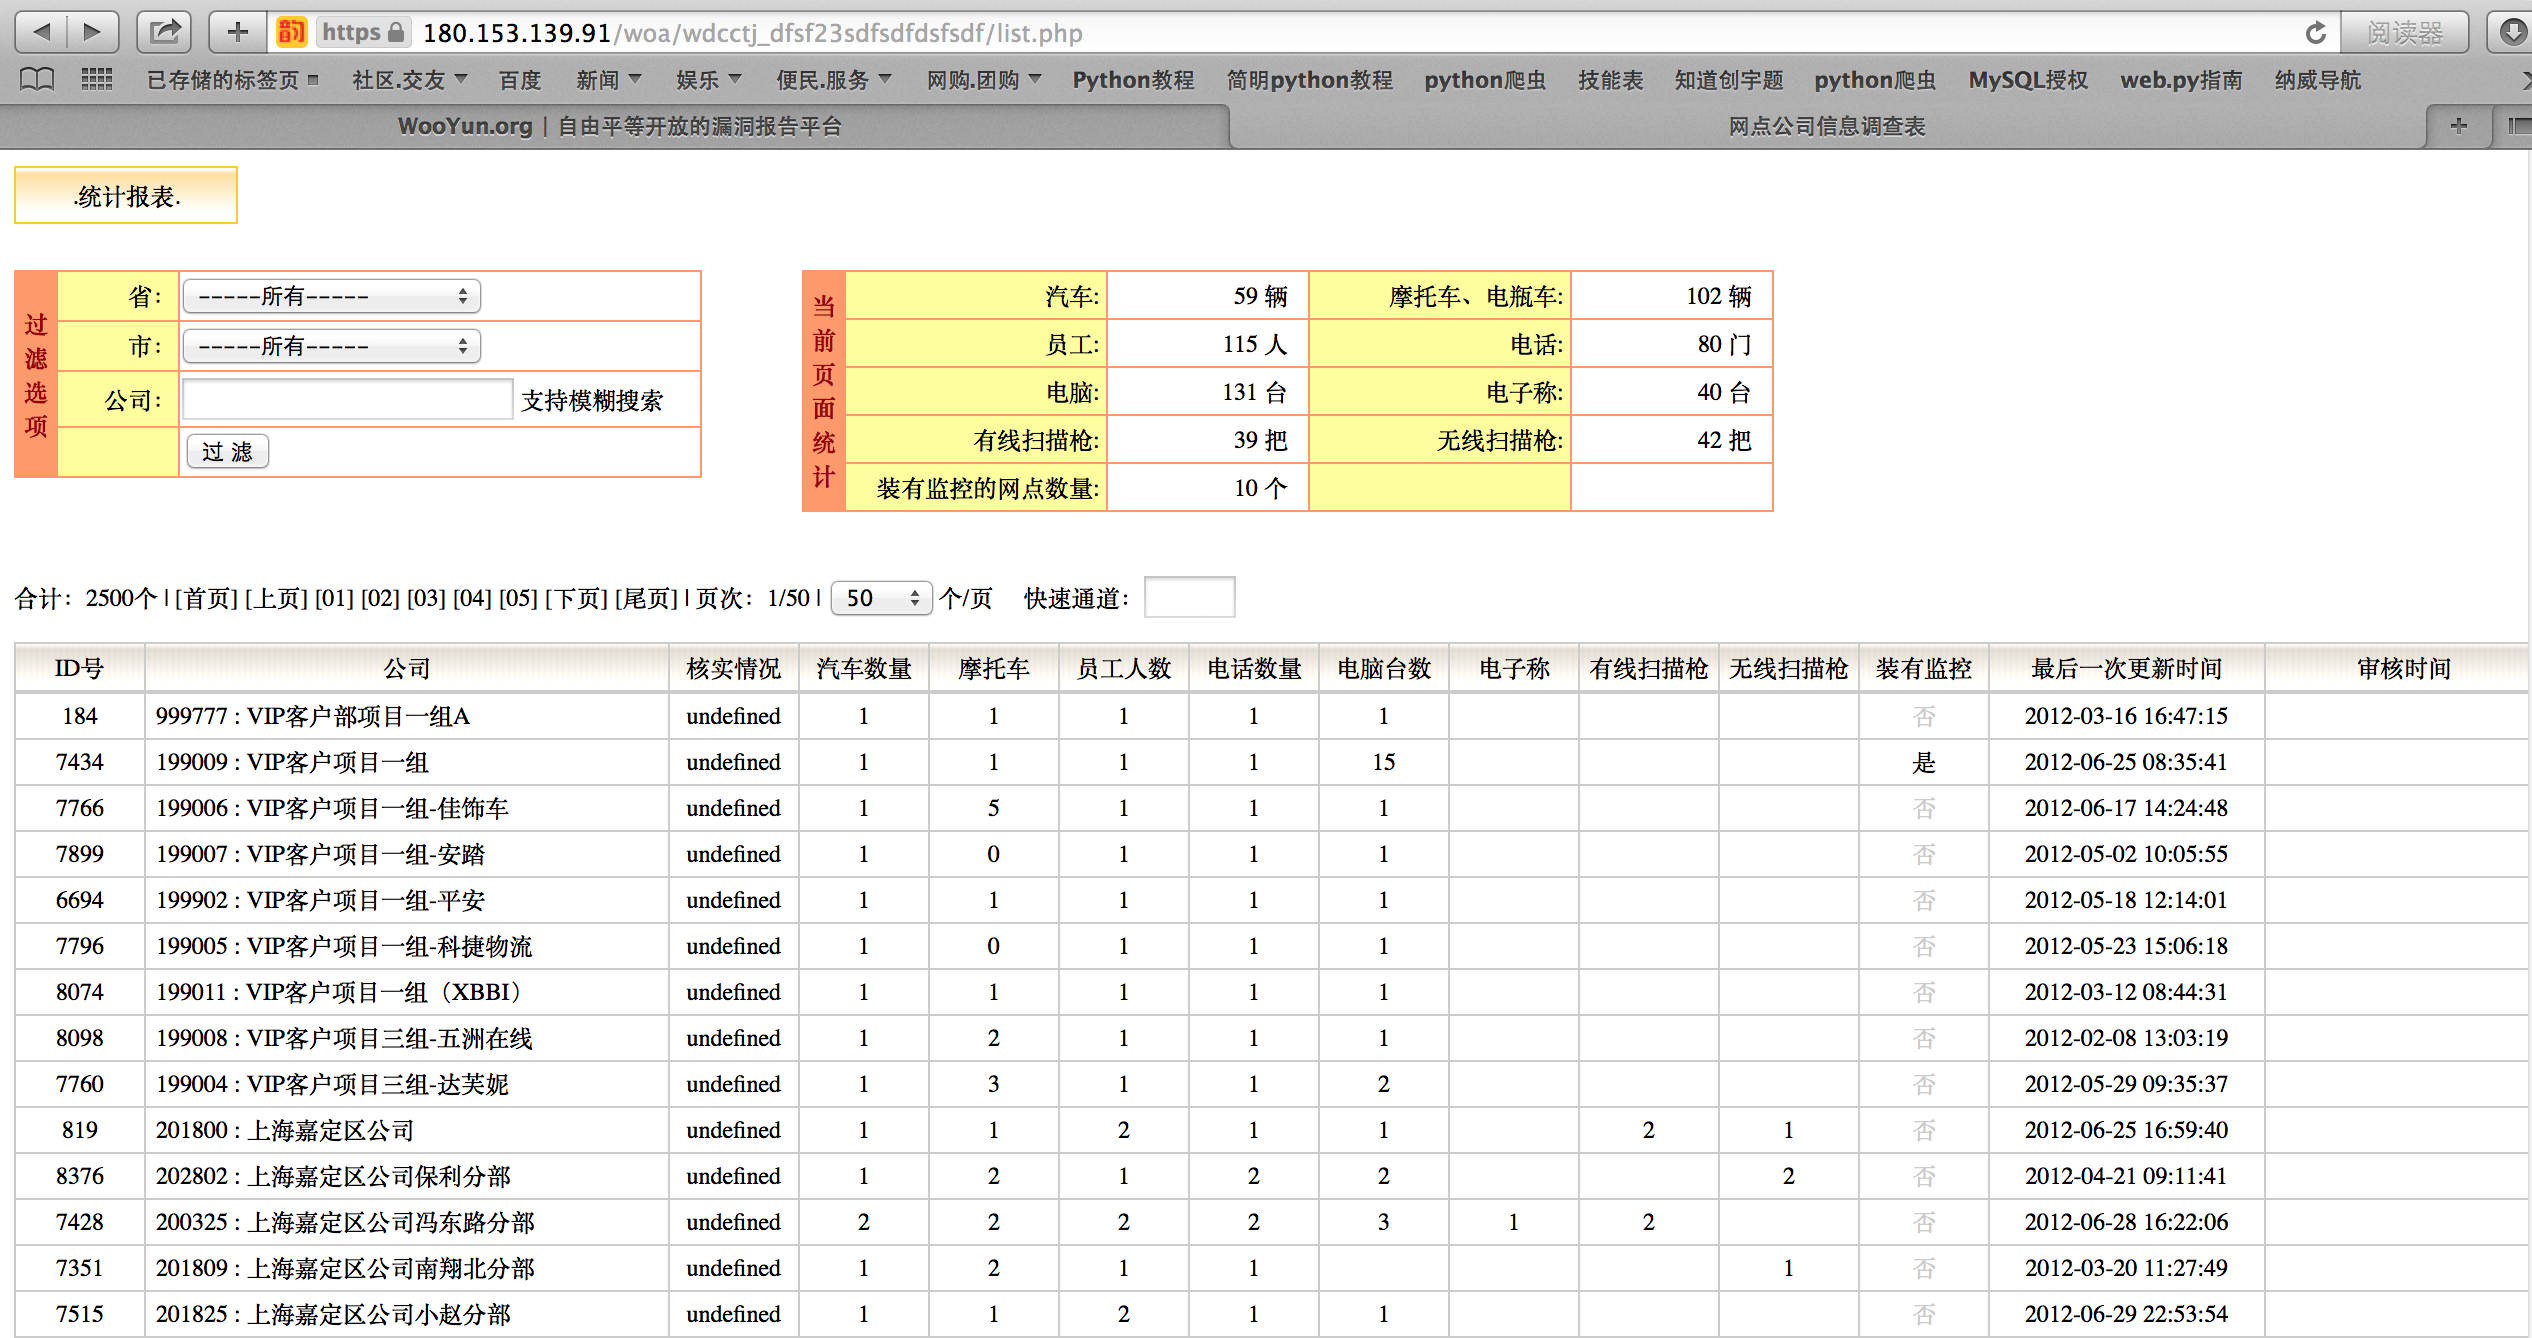 韵 https 180.153.139.91/woa/wdcctj_dfsf23sdfsdfdsfsdf/list.php 阅读器
已存储的标签页 社区.交友 百度 新闻 娱乐 便民.服务 网购.团购 Python教程 简明python教程 python爬虫 技能表 知道创宇题 python爬虫 MySQL授权 web.py指南 纳威导航
WooYun.org | 自由平等开放的漏洞报告平台 网点公司信息调查表
.统计报表.
过滤选项
省： -----所有-----
市： -----所有-----
公司： 支持模糊搜索
过 滤
当前页面统计
汽车: 59 辆 摩托车、电瓶车: 102 辆
员工: 115 人 电话: 80 门
电脑: 131 台 电子称: 40 台
有线扫描枪: 39 把 无线扫描枪: 42 把
装有监控的网点数量: 10 个
合计：2500个 | [首页] [上页] [01] [02] [03] [04] [05] [下页] [尾页] | 页次：1/50 | 50 个/页 快速通道：
ID号 公司 核实情况 汽车数量 摩托车 员工人数 电话数量 电脑台数 电子称 有线扫描枪 无线扫描枪 装有监控 最后一次更新时间 审核时间
184 999777 : VIP客户部项目一组A undefined 1 1 1 1 1 否 2012-03-16 16:47:15
7434 199009 : VIP客户项目一组 undefined 1 1 1 1 15 是 2012-06-25 08:35:41
7766 199006 : VIP客户项目一组-佳饰车 undefined 1 5 1 1 1 否 2012-06-17 14:24:48
7899 199007 : VIP客户项目一组-安踏 undefined 1 0 1 1 1 否 2012-05-02 10:05:55
6694 199902 : VIP客户项目一组-平安 undefined 1 1 1 1 1 否 2012-05-18 12:14:01
7796 199005 : VIP客户项目一组-科捷物流 undefined 1 0 1 1 1 否 2012-05-23 15:06:18
8074 199011 : VIP客户项目一组（XBBI） undefined 1 1 1 1 1 否 2012-03-12 08:44:31
8098 199008 : VIP客户项目三组-五洲在线 undefined 1 2 1 1 1 否 2012-02-08 13:03:19
7760 199004 : VIP客户项目三组-达芙妮 undefined 1 3 1 1 2 否 2012-05-29 09:35:37
819 201800 : 上海嘉定区公司 undefined 1 1 2 1 1 2 1 否 2012-06-25 16:59:40
8376 202802 : 上海嘉定区公司保利分部 undefined 1 2 1 2 2 2 否 2012-04-21 09:11:41
7428 200325 : 上海嘉定区公司冯东路分部 undefined 2 2 2 2 3 1 2 否 2012-06-28 16:22:06
7351 201809 : 上海嘉定区公司南翔北分部 undefined 1 2 1 1 1 否 2012-03-20 11:27:49
7515 201825 : 上海嘉定区公司小赵分部 undefined 1 1 2 1 1 否 2012-06-29 22:53:54